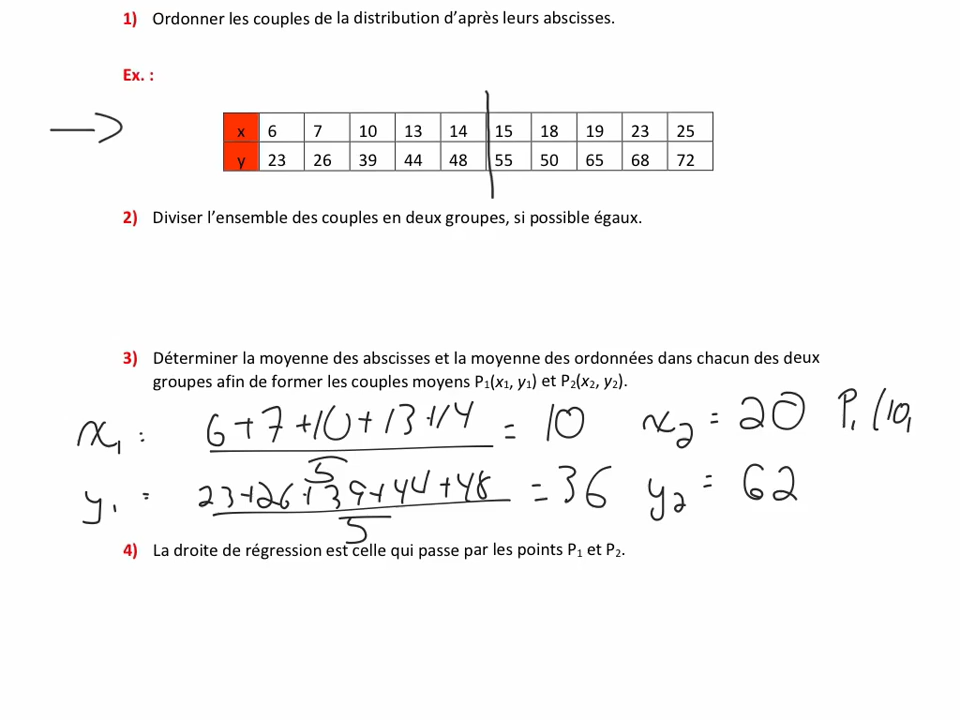 1) Ordonner les couples de la distribution d'après leurs abscisses.
Ex. :
x 6 7 10 13 14 15 18 19 23 25
y 23 26 39 44 48 55 50 65 68 72
2) Diviser l'ensemble des couples en deux groupes, si possible égaux.
3) Déterminer la moyenne des abscisses et la moyenne des ordonnées dans chacun des deux
groupes afin de former les couples moyens P₁(x₁, y₁) et P₂(x₂, y₂).
x₁ : 6+7+10+13+14 = 10 x₂ = 20 P₁ (10,
5
y₁ = 23+26+39+44+48 = 36 y₂ = 62
5
4) La droite de régression est celle qui passe par les points P₁ et P₂.